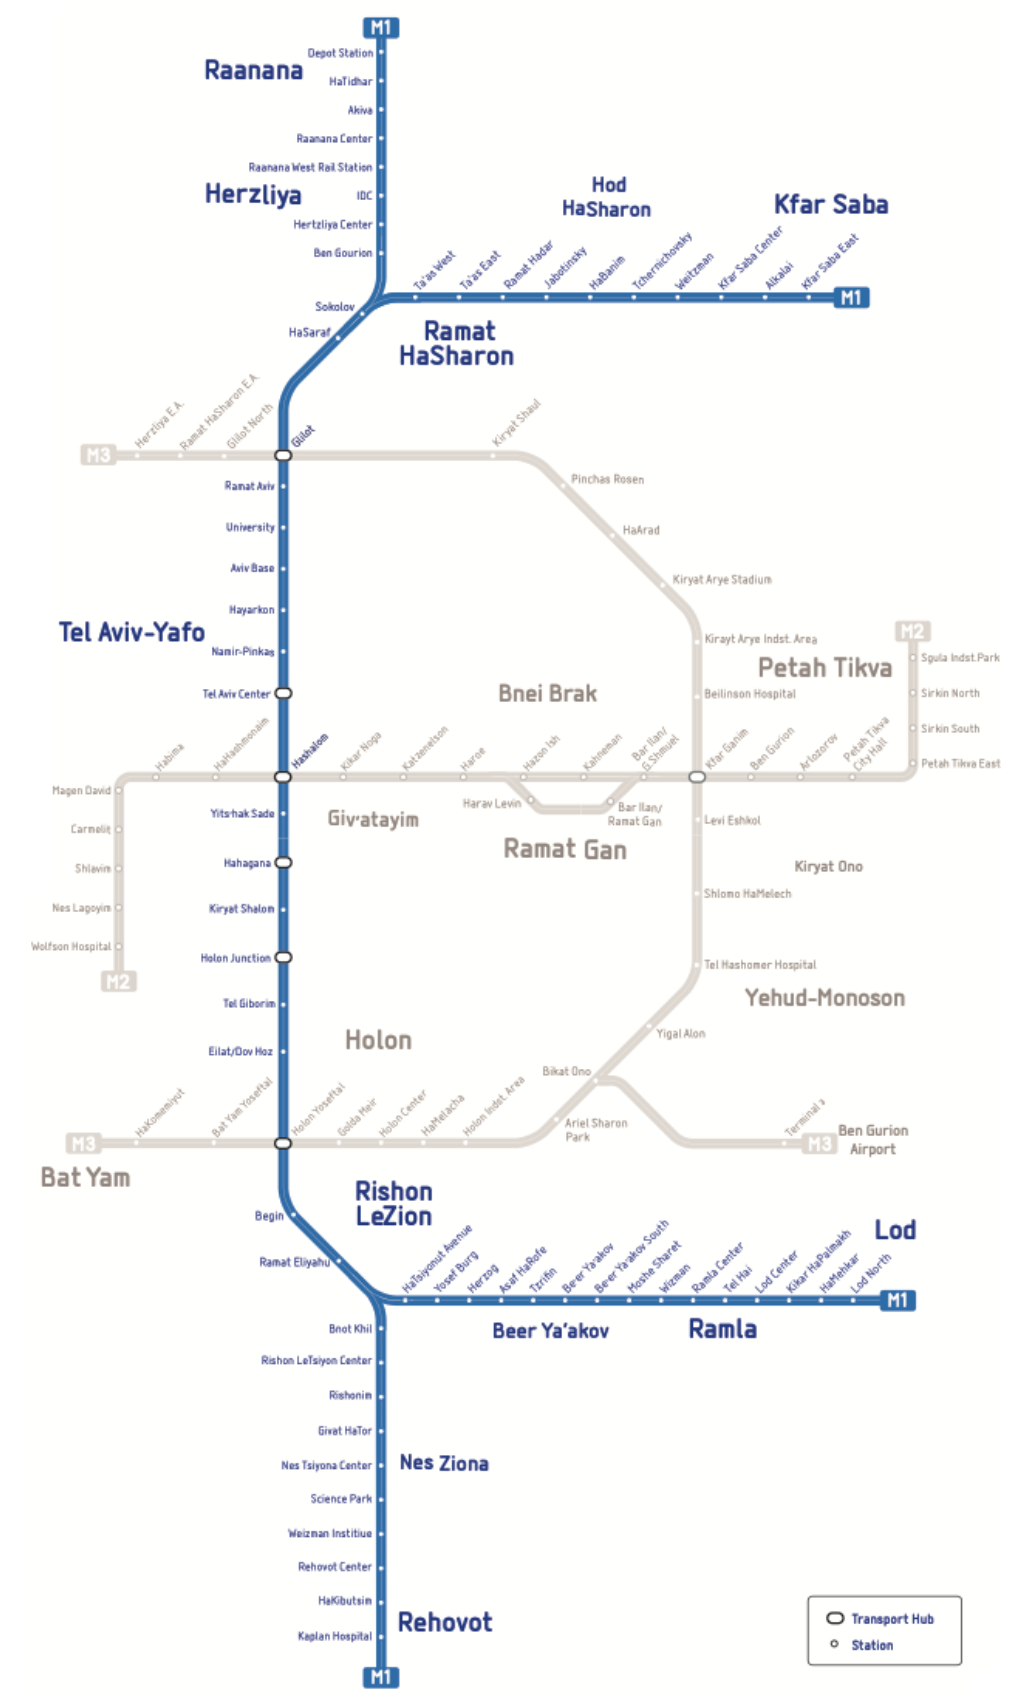 M1
Depot Station
Raanana
HaTidhar
Akiva
Raanana Center
Raanana West Rail Station
Herzliya
IDC
Hertzliya Center
Ben Gourion
Hod
HaSharon
Kfar Saba
Ta'as West
Ta'as East
Ramat Hadar
Jabotinsky
HaBanim
Tchernichovsky
Weitzman
Kfar Saba Center
Alkalai
Kfar Saba East
M1
Sokolov
HaSaraf
Ramat
HaSharon
M3
Herzliya E.A.
Ramat HaSharon E.A.
Glilot North
Glilot
Kiryat Shaul
Pinchas Rosen
HaArad
Kiryat Arye Stadium
Kirayt Arye Indst. Area
Beilinson Hospital
Ramat Aviv
University
Aviv Base
Hayarkon
Tel Aviv-Yafo
Namir-Pinkas
Tel Aviv Center
Bnei Brak
Petah Tikva
M2
Sgula Indst.Park
Sirkin North
Sirkin South
Petah Tikva East
Habima
HaHashmonaim
Hashalom
Kikar Noga
Katzenelson
Haroe
Hazon Ish
Kahneman
Bar Ilan/
G.Shmuel
Kfar Ganim
Ben Gurion
Arlozorov
Petah Tikva
City Hall
Magen David
Carmelit
Shlavim
Nes Lagoyim
Wolfson Hospital
M2
Harav Levin
Bar Ilan/
Ramat Gan
Giv'atayim
Ramat Gan
Yitshak Sade
Hahagana
Kiryat Shalom
Holon Junction
Tel Giborim
Eilat/Dov Hoz
Levi Eshkol
Kiryat Ono
Shlomo HaMelech
Tel Hashomer Hospital
Yehud-Monoson
Yigal Alon
Holon
Bikat Ono
Ariel Sharon
Park
M3
HaKomemiyut
Bat Yam Yoseftal
Holon Yoseftal
Golda Meir
Holon Center
HaMelacha
Holon Indst. Area
Terminal 3
M3
Ben Gurion
Airport
Bat Yam
Rishon
LeZion
Begin
Ramat Eliyahu
HaTsiyonut Avenue
Yosef Burg
Herzog
Asaf HaRofe
Tzrifin
Beer Ya'akov
Beer Ya'akov South
Moshe Sharet
Wizman
Ramla Center
Tel Hai
Lod Center
Kikar HaPalmakh
HaMehkar
Lod North
Lod
M1
Beer Ya'akov
Ramla
Bnot Khil
Rishon LeTsiyon Center
Rishonim
Givat HaTor
Nes Tsiyona Center
Nes Ziona
Science Park
Weizman Institiue
Rehovot Center
HaKibutsim
Rehovot
Kaplan Hospital
M1
Transport Hub
Station